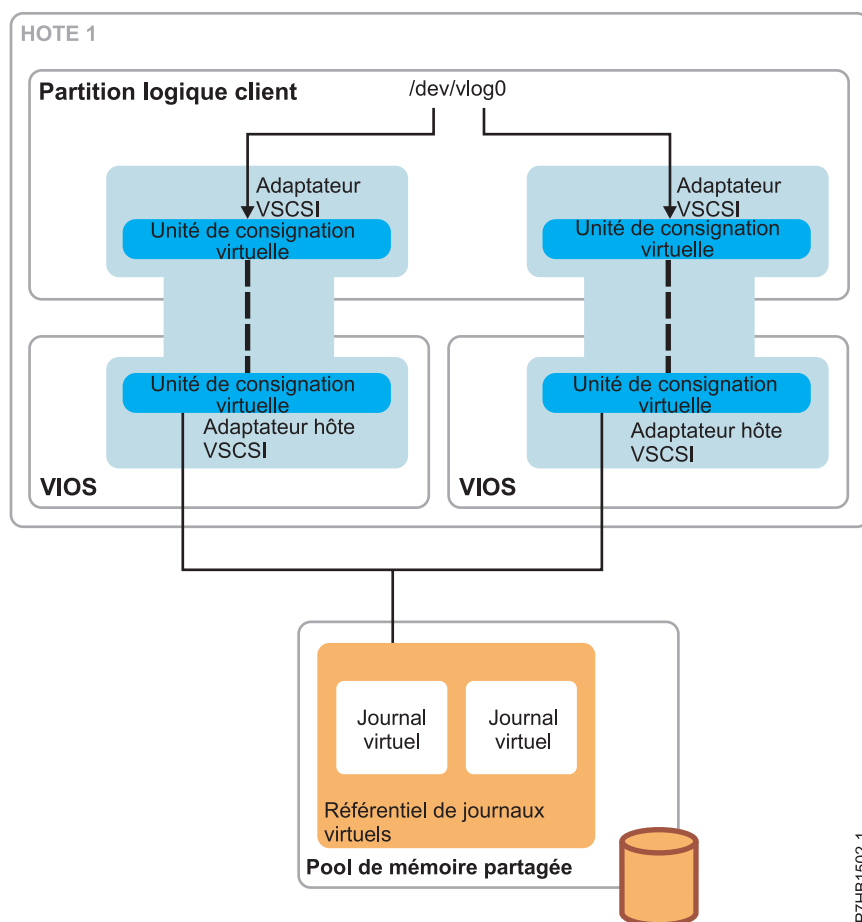 HOTE 1
Partition logique client
/dev/vlog0
Adaptateur
VSCSI
Unité de consignation
virtuelle
Adaptateur
VSCSI
Unité de consignation
virtuelle
Unité de consignation
virtuelle
Adaptateur hôte
VSCSI
VIOS
Unité de consignation
virtuelle
Adaptateur hôte
VSCSI
VIOS
Journal
virtuel
Journal
virtuel
Référentiel de journaux
virtuels
Pool de mémoire partagée
P7HB1502-1